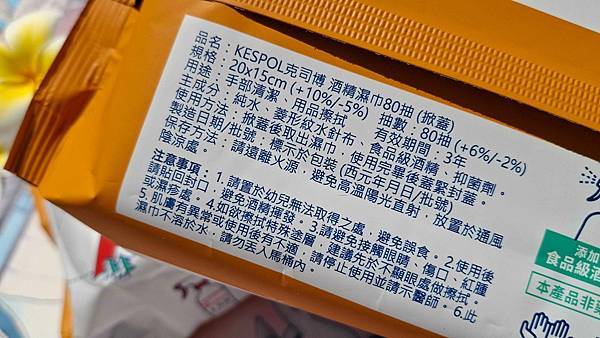 品名：KESPOL克司博 酒精濕巾80抽 (掀蓋)
規格：20x15cm (+10%/-5%) 抽數：80抽 (+6%/-2%)
用途：手部清潔、用品擦拭 有效期間：3年
主成分：純水、菱形紋水針布、食品級酒精、抑菌劑。
使用方法：掀蓋後取出濕巾，使用完畢後蓋緊封蓋。
製造日期/批號：標示於包裝 (西元年月日/批號)
保存方法：請遠離火源，避免高溫陽光直射，放置於通風
陰涼處。
注意事項：1.請置於幼兒無法取得之處，避免誤食。2.使用後
請貼回封口，避免酒精揮發。3.請避免接觸眼睛、傷口、紅腫
或濕疹處。4.如欲擦拭特殊塗層，建議先於不顯眼處做擦拭。
5.肌膚有異常或使用後有不適，請停止使用並請示醫師。6.此
濕巾不溶於水，請勿丟入馬桶內。
添加
食品級酒
本產品非